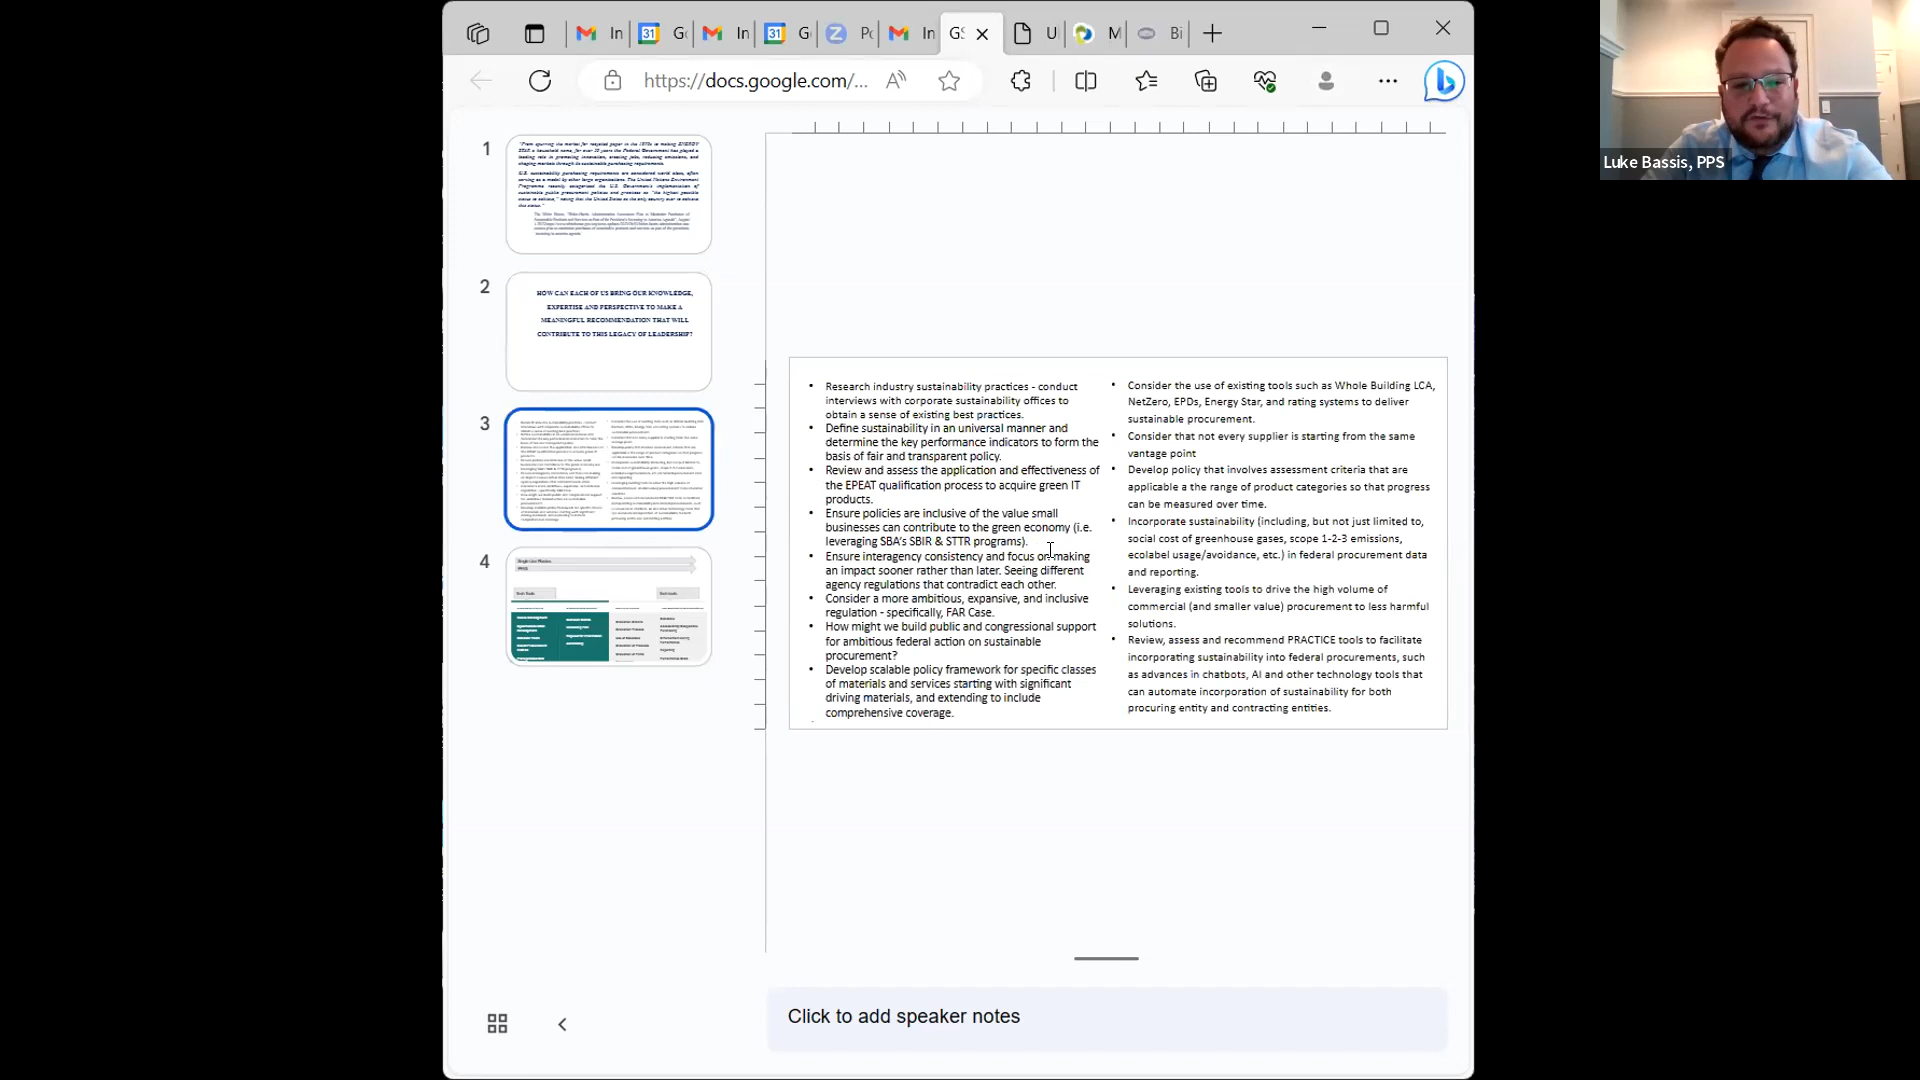 In
G
In
G
P
In
GS
U
M
Bi
https://docs.google.com/...
Luke Bassis, PPS
1
2
HOW CAN EACH OF US BRING OUR KNOWLEDGE,
EXPERTISE AND PERSPECTIVE TO MAKE A
MEANINGFUL RECOMMENDATION THAT WILL
CONTRIBUTE TO THIS LEGACY OF LEADERSHIP?
3
4
• Research industry sustainability practices - conduct
interviews with corporate sustainability offices to
obtain a sense of existing best practices.
• Define sustainability in an universal manner and
determine the key performance indicators to form the
basis of fair and transparent policy.
• Review and assess the application and effectiveness of
the EPEAT qualification process to acquire green IT
products.
• Ensure policies are inclusive of the value small
businesses can contribute to the green economy (i.e.
leveraging SBA's SBIR & STTR programs).
• Ensure interagency consistency and focus on making
an impact sooner rather than later. Seeing different
agency regulations that contradict each other.
• Consider a more ambitious, expansive, and inclusive
regulation - specifically, FAR Case.
• How might we build public and congressional support
for ambitious federal action on sustainable
procurement?
• Develop scalable policy framework for specific classes
of materials and services starting with significant
driving materials, and extending to include
comprehensive coverage.
• Consider the use of existing tools such as Whole Building LCA,
NetZero, EPDs, Energy Star, and rating systems to deliver
sustainable procurement.
• Consider that not every supplier is starting from the same
vantage point
• Develop policy that involves assessment criteria that are
applicable a the range of product categories so that progress
can be measured over time.
• Incorporate sustainability (including, but not just limited to,
social cost of greenhouse gases, scope 1-2-3 emissions,
ecolabel usage/avoidance, etc.) in federal procurement data
and reporting.
• Leveraging existing tools to drive the high volume of
commercial (and smaller value) procurement to less harmful
solutions.
• Review, assess and recommend PRACTICE tools to facilitate
incorporating sustainability into federal procurements, such
as advances in chatbots, AI and other technology tools that
can automate incorporation of sustainability for both
procuring entity and contracting entities.
Click to add speaker notes